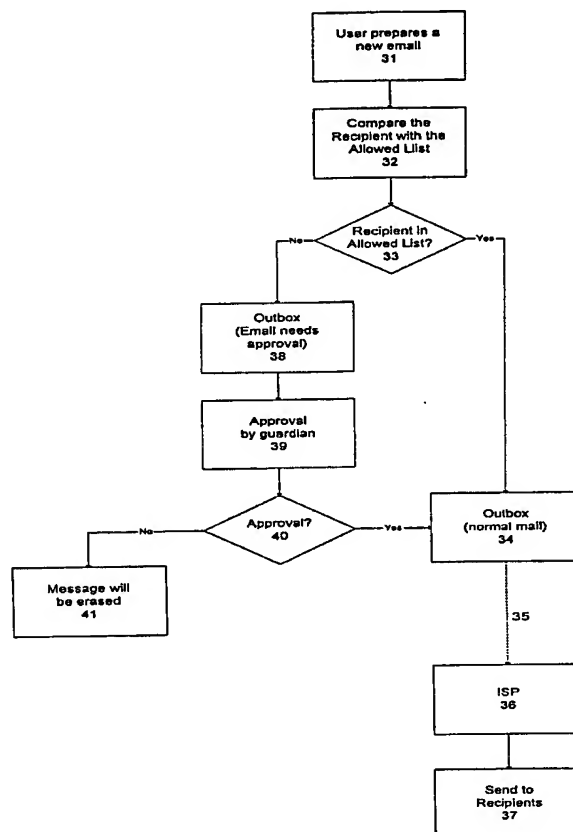 User prepares a
new email
31
Compare the
Recipient with the
Allowed Llist
32
Recipient in
Allowed List?
33
No
Yes
Outbox
(Email needs
approval)
38
Approval
by guardian
39
Approval?
40
No
Yes
Outbox
(normal mail)
34
Message will
be erased
41
35
ISP
36
Send to
Recipients
37